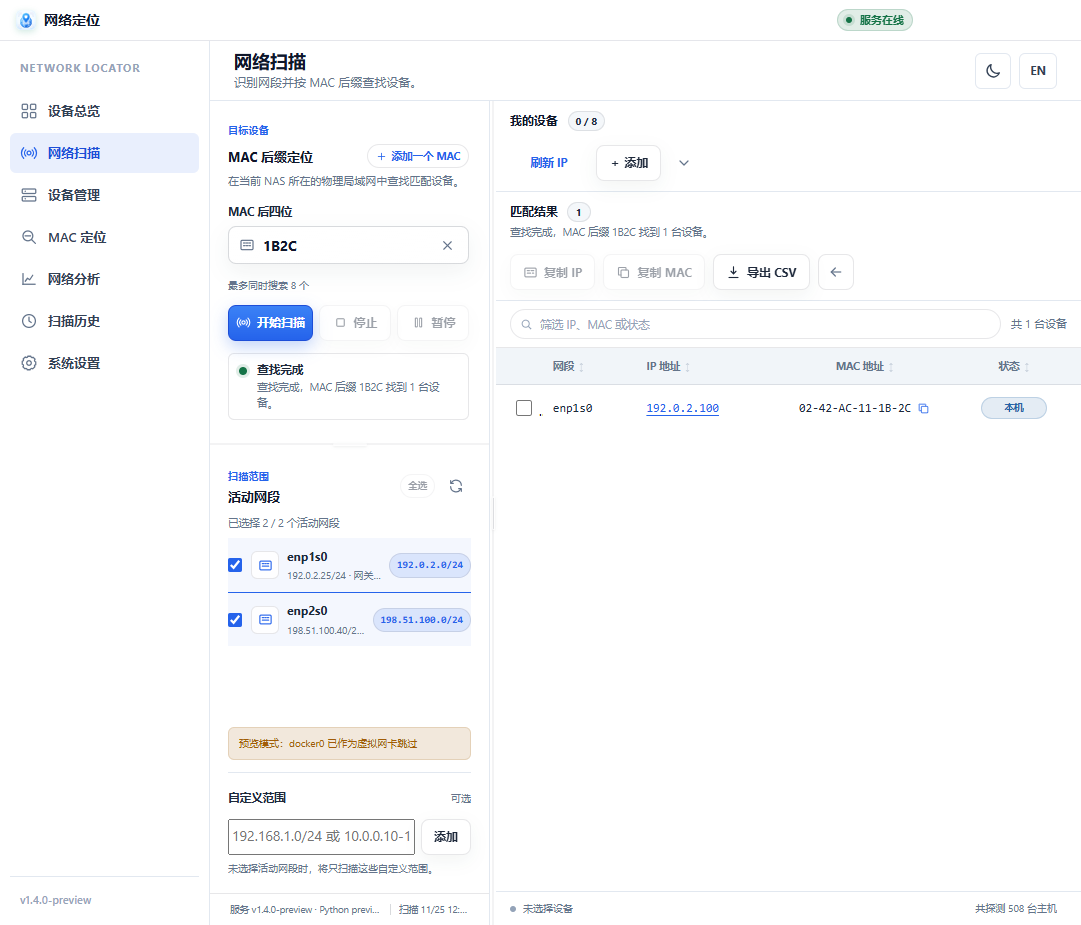 网络定位
服务在线
NETWORK LOCATOR
设备总览
网络扫描
设备管理
MAC 定位
网络分析
扫描历史
系统设置
v1.4.0-preview
网络扫描
识别网段并按 MAC 后缀查找设备。
EN
目标设备
MAC 后缀定位
+ 添加一个 MAC
在当前 NAS 所在的物理局域网中查找匹配设备。
MAC 后四位
1B2C
最多同时搜索 8 个
开始扫描
停止
暂停
查找完成
查找完成，MAC 后缀 1B2C 找到 1 台设
备。
扫描范围
活动网段
全选
已选择 2 / 2 个活动网段
enp1s0
192.0.2.25/24 · 网关...
192.0.2.0/24
enp2s0
198.51.100.40/2...
198.51.100.0/24
预览模式：docker0 已作为虚拟网卡跳过
自定义范围
可选
192.168.1.0/24 或 10.0.0.10-1
添加
未选择活动网段时，将只扫描这些自定义范围。
服务 v1.4.0-preview · Python previ...
扫描 11/25 12:...
我的设备
0 / 8
刷新 IP
+ 添加
匹配结果
1
查找完成，MAC 后缀 1B2C 找到 1 台设备。
复制 IP
复制 MAC
导出 CSV
筛选 IP、MAC 或状态
共 1 台设备
网段
IP 地址
MAC 地址
状态
enp1s0
192.0.2.100
02-42-AC-11-1B-2C
本机
未选择设备
共探测 508 台主机